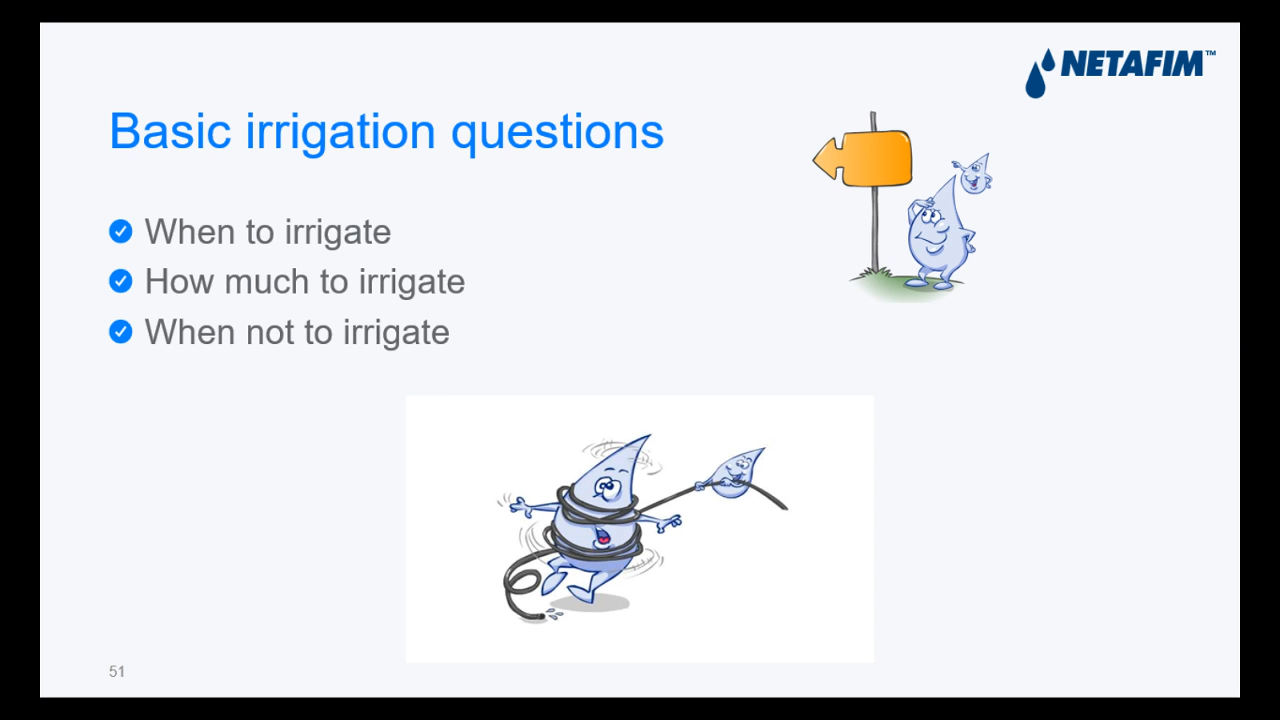 NETAFIM™
Basic irrigation questions
When to irrigate
How much to irrigate
When not to irrigate
51